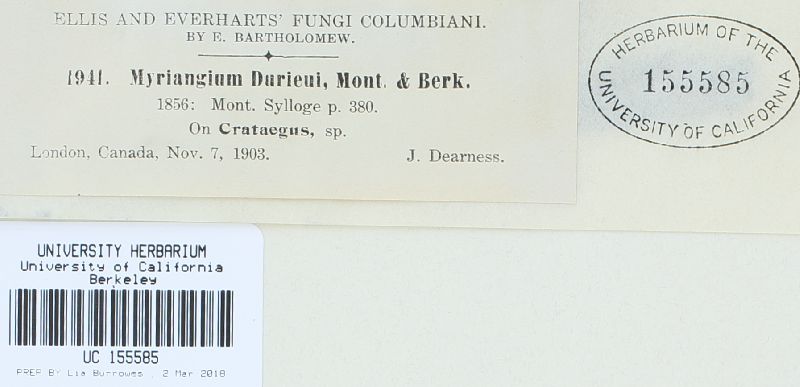 ELLIS AND EVERHARTS' FUNGI COLUMBIANI.
BY E. BARTHOLOMEW.
1941. Myriangium Durieui, Mont. & Berk.
1856: Mont. Sylloge p. 380.
On Crataegus, sp.
London, Canada, Nov. 7, 1903. J. Dearness.
HERBARIUM OF THE
155585
UNIVERSITY OF CALIFORNIA
UNIVERSITY HERBARIUM
University of California
Berkeley
UC 155585
PREP BY Lia Burrowes , 2 Mar 2018